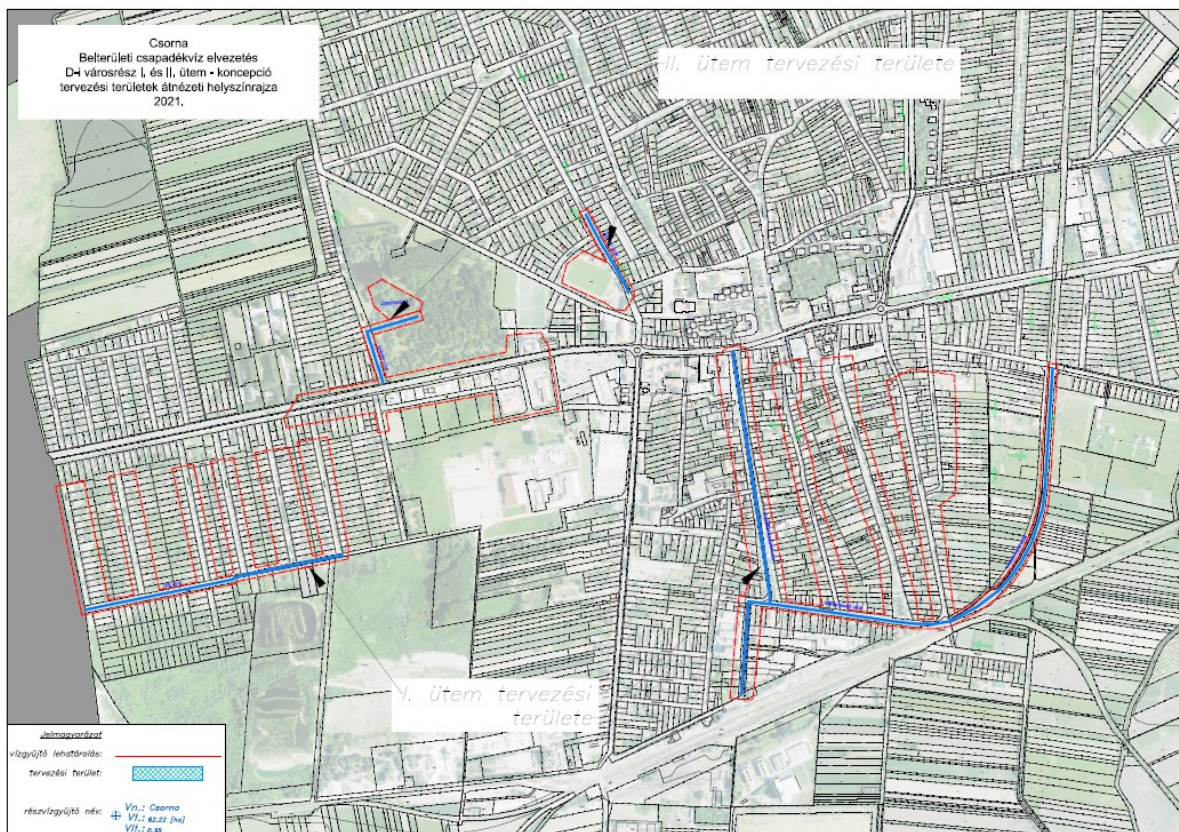 Csorna
Belterületi csapadékvíz elvezetés
D-i városrész I. és II. ütem - koncepció
tervezési területek átnézeti helyszínrajza
2021.
II. ütem tervezési területe
I. ütem tervezési
területe
Jelmagyarázat
vízgyűjtő lehatárolás:
tervezési terület:
részvízgyűjtő név:
Vn.: Csorna
Vt.: 62.22 [ha]